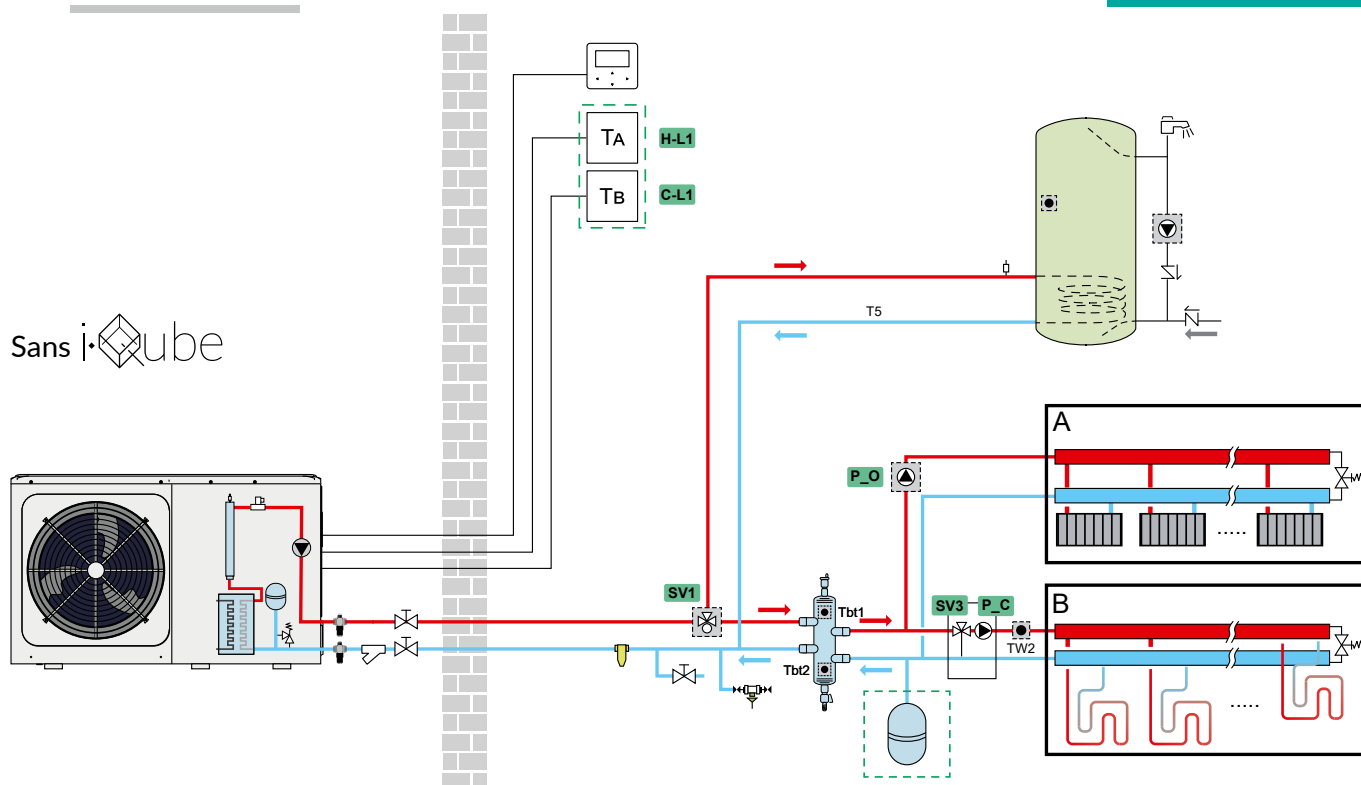 TA
H-L1
TB
C-L1
T5
Sans i·Qube
A
P_O
SV1
Tbt1
SV3
P_C
B
TW2
Tbt2